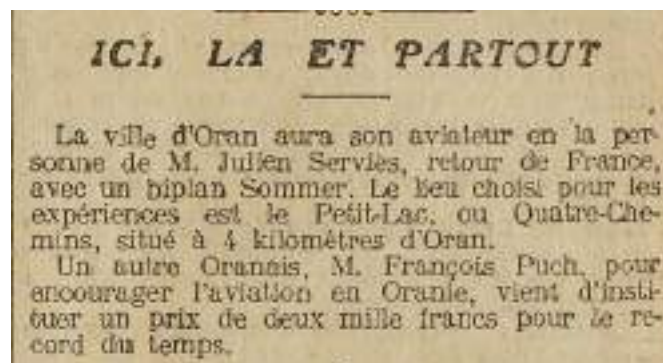 ICI, LA ET PARTOUT
La ville d'Oran aura son aviateur en la per-
sonne de M. Julien Serviès, retour de France,
avec un biplan Sommer. Le lieu choisi pour les
expériences est le Petit-Lac, ou Quatre-Che-
mins, situé à 4 kilomètres d'Oran.
Un autre Oranais, M. François Puch, pour
encourager l'aviation en Oranie, vient d'insti-
tuer un prix de deux mille francs pour le re-
cord du temps.